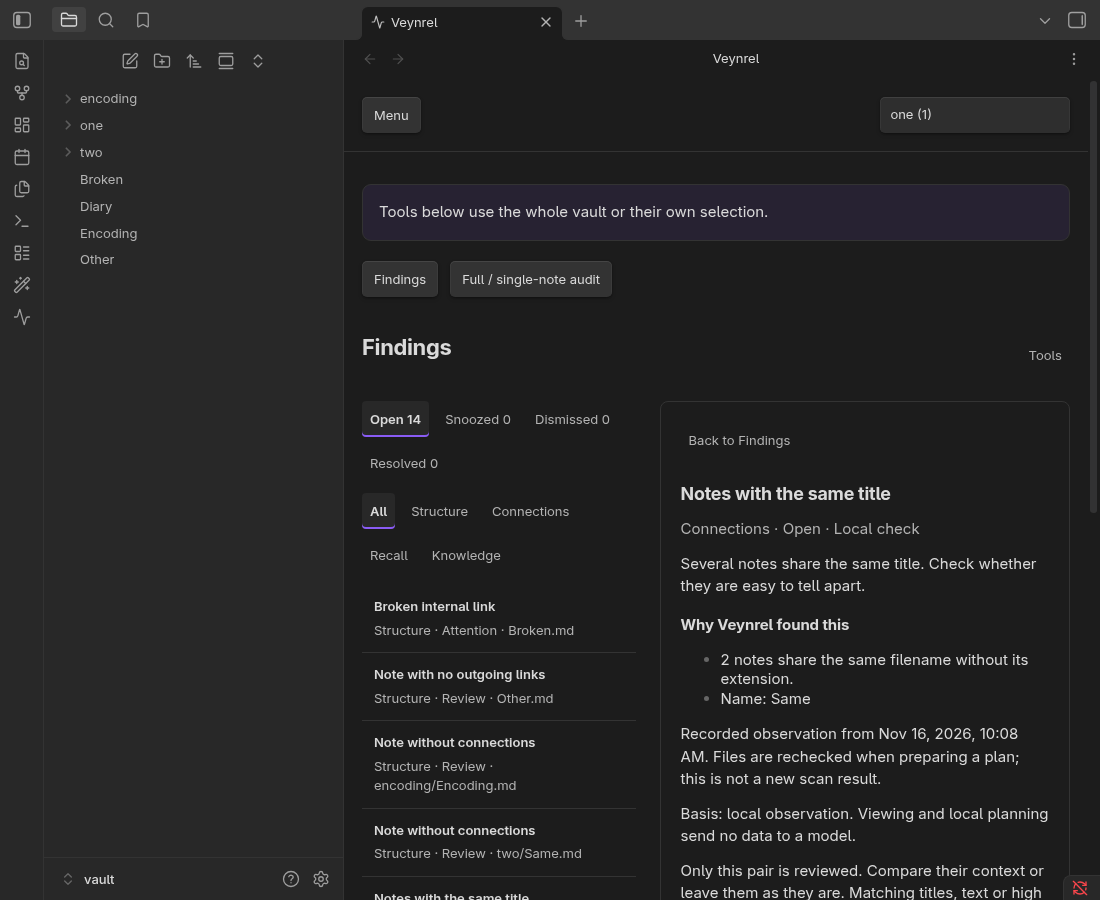 Veynrel
Veynrel
encoding
one
two
Broken
Diary
Encoding
Other
vault
Menu
one (1)
Tools below use the whole vault or their own selection.
Findings
Full / single-note audit
Findings
Tools
Open 14
Snoozed 0
Dismissed 0
Resolved 0
All
Structure
Connections
Recall
Knowledge
Broken internal link
Structure · Attention · Broken.md
Note with no outgoing links
Structure · Review · Other.md
Note without connections
Structure · Review ·
encoding/Encoding.md
Note without connections
Structure · Review · two/Same.md
Notes with the same title
Back to Findings
Notes with the same title
Connections · Open · Local check
Several notes share the same title. Check whether
they are easy to tell apart.
Why Veynrel found this
2 notes share the same filename without its
extension.
Name: Same
Recorded observation from Nov 16, 2026, 10:08
AM. Files are rechecked when preparing a plan;
this is not a new scan result.
Basis: local observation. Viewing and local planning
send no data to a model.
Only this pair is reviewed. Compare their context or
leave them as they are. Matching titles, text or high